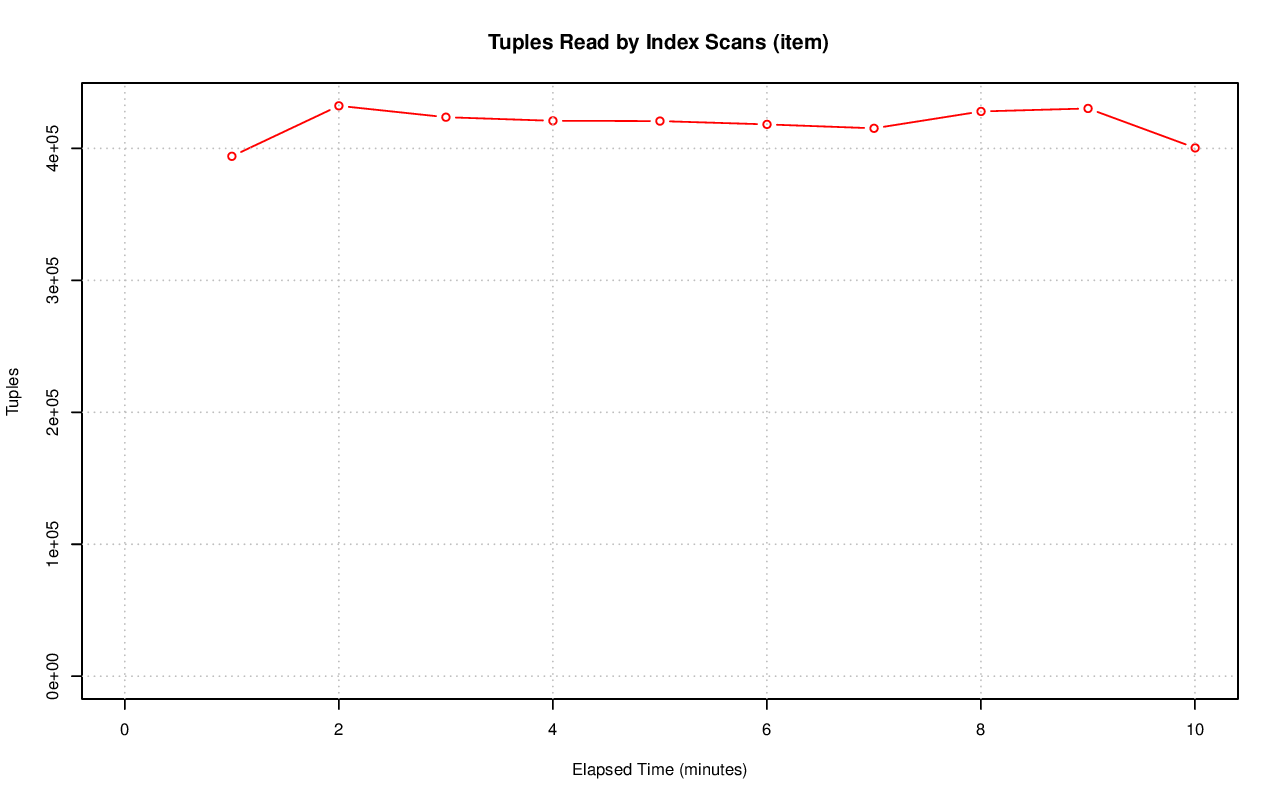 Tuples Read by Index Scans (item)
Tuples
4e+05
3e+05
2e+05
1e+05
0e+00
0 2 4 6 8 10
Elapsed Time (minutes)